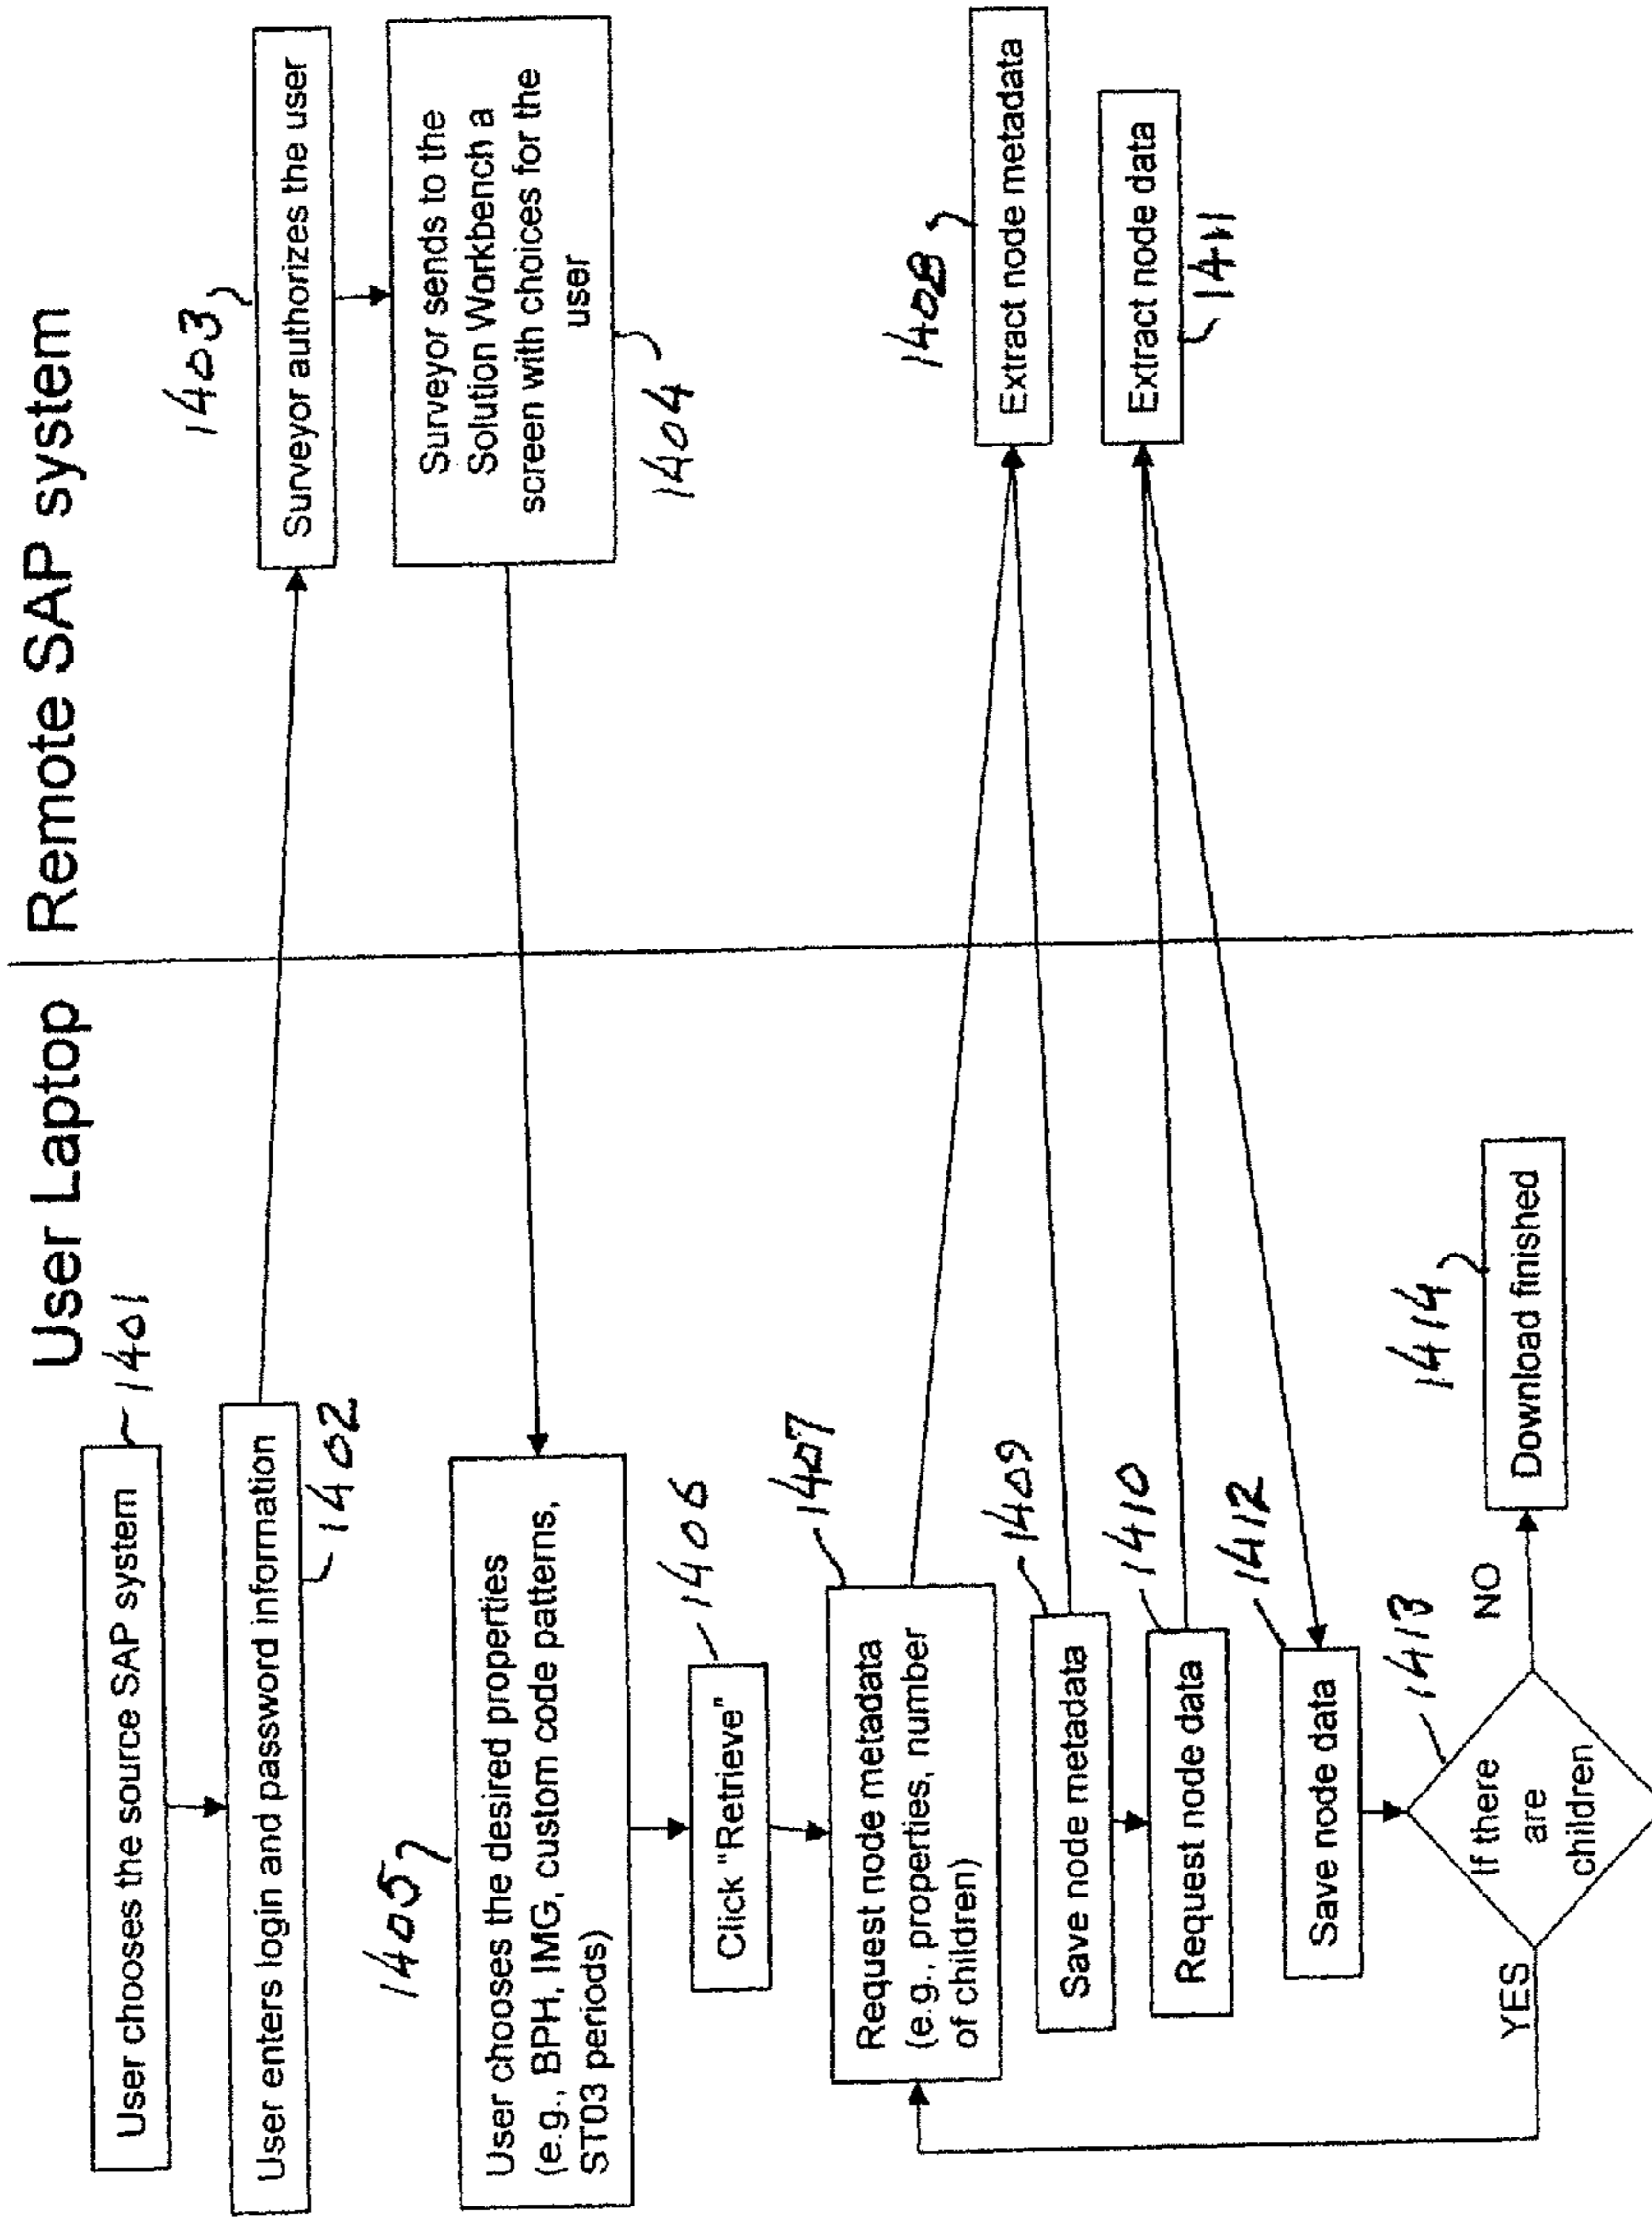 User Laptop
Remote SAP system
User chooses the source SAP system
1401
User enters login and password information
1402
1403
Surveyor authorizes the user
Surveyor sends to the
Solution Workbench a
screen with choices for the
user
1404
1405
User chooses the desired properties
(e.g., BPH, IMG, custom code patterns,
ST03 periods)
Click "Retrieve"
1406
1407
Request node metadata
(e.g., properties, number
of children)
1408
Extract node metadata
Save node metadata
1409
Request node data
1410
Extract node data
1411
Save node data
1412
If there
are
children
1413
YES
NO
1414
Download finished